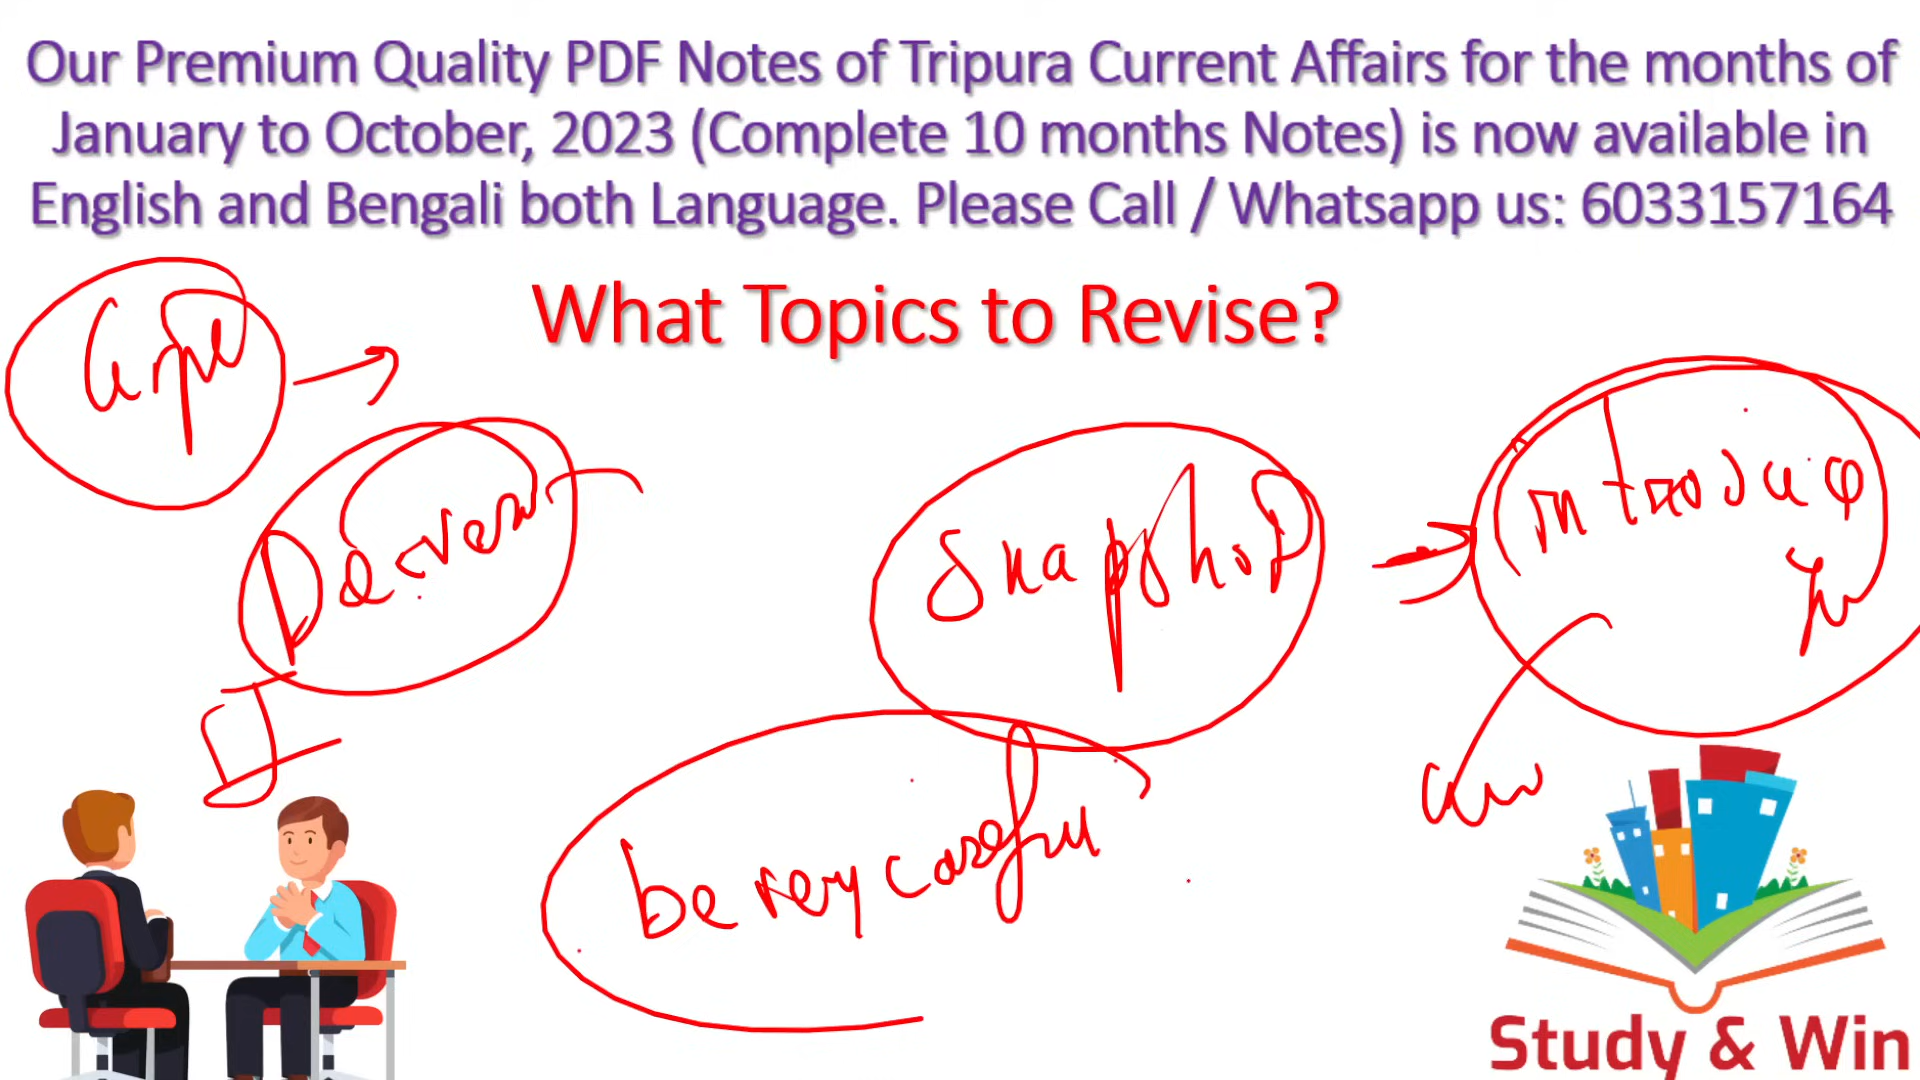 Our Premium Quality PDF Notes of Tripura Current Affairs for the months of
January to October, 2023 (Complete 10 months Notes) is now available in
English and Bengali both Language. Please Call / Whatsapp us: 6033157164
What Topics to Revise?
Snapshot
be very careful
Study & Win